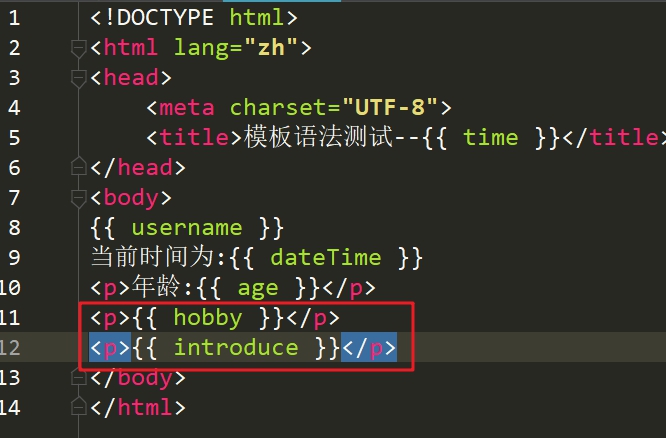 1 <!DOCTYPE html>
2 <html lang="zh">
3 <head>
4     <meta charset="UTF-8">
5     <title>模板语法测试--{{ time }}</title>
6 </head>
7 <body>
8 {{ username }}
9 当前时间为:{{ dateTime }}
10 <p>年龄:{{ age }}</p>
11 <p>{{ hobby }}</p>
12 <p>{{ introduce }}</p>
13 </body>
14 </html>